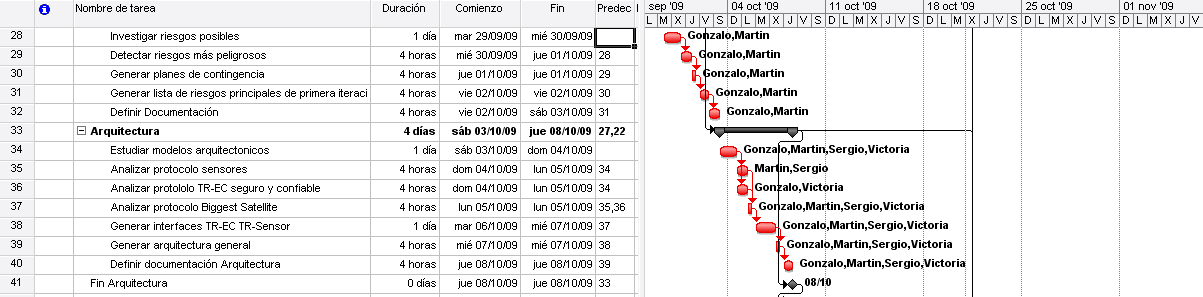 Nombre de tarea Duración Comienzo Fin Predec sep '09 04 oct '09 11 oct '09 18 oct '09 25 oct '09 01 nov '09
L M X J V S D L M X J V S D L M X J V S D L M X J V S D L M X J V S D L M X J V S
28 Investigar riesgos posibles 1 día mar 29/09/09 mié 30/09/09 Gonzalo,Martin
29 Detectar riesgos más peligrosos 4 horas mié 30/09/09 jue 01/10/09 28 Gonzalo,Martin
30 Generar planes de contingencia 4 horas jue 01/10/09 jue 01/10/09 29 Gonzalo,Martin
31 Generar lista de riesgos principales de primera iteraci 4 horas vie 02/10/09 vie 02/10/09 30 Gonzalo,Martin
32 Definir Documentación 4 horas vie 02/10/09 sáb 03/10/09 31 Gonzalo,Martin
33 Arquitectura 4 días sáb 03/10/09 jue 08/10/09 27,22
34 Estudiar modelos arquitectonicos 1 día sáb 03/10/09 dom 04/10/09 Gonzalo,Martin,Sergio,Victoria
35 Analizar protocolo sensores 4 horas dom 04/10/09 lun 05/10/09 34 Martin,Sergio
36 Analizar protololo TR-EC seguro y confiable 4 horas dom 04/10/09 lun 05/10/09 34 Gonzalo,Victoria
37 Analizar protocolo Biggest Satellite 4 horas lun 05/10/09 lun 05/10/09 35,36 Gonzalo,Martin,Sergio,Victoria
38 Generar interfaces TR-EC TR-Sensor 1 día mar 06/10/09 mié 07/10/09 37 Gonzalo,Martin,Sergio,Victoria
39 Generar arquitectura general 4 horas mié 07/10/09 mié 07/10/09 38 Gonzalo,Martin,Sergio,Victoria
40 Definir documentación Arquitectura 4 horas jue 08/10/09 jue 08/10/09 39 Gonzalo,Martin,Sergio,Victoria
41 Fin Arquitectura 0 días jue 08/10/09 jue 08/10/09 33 08/10